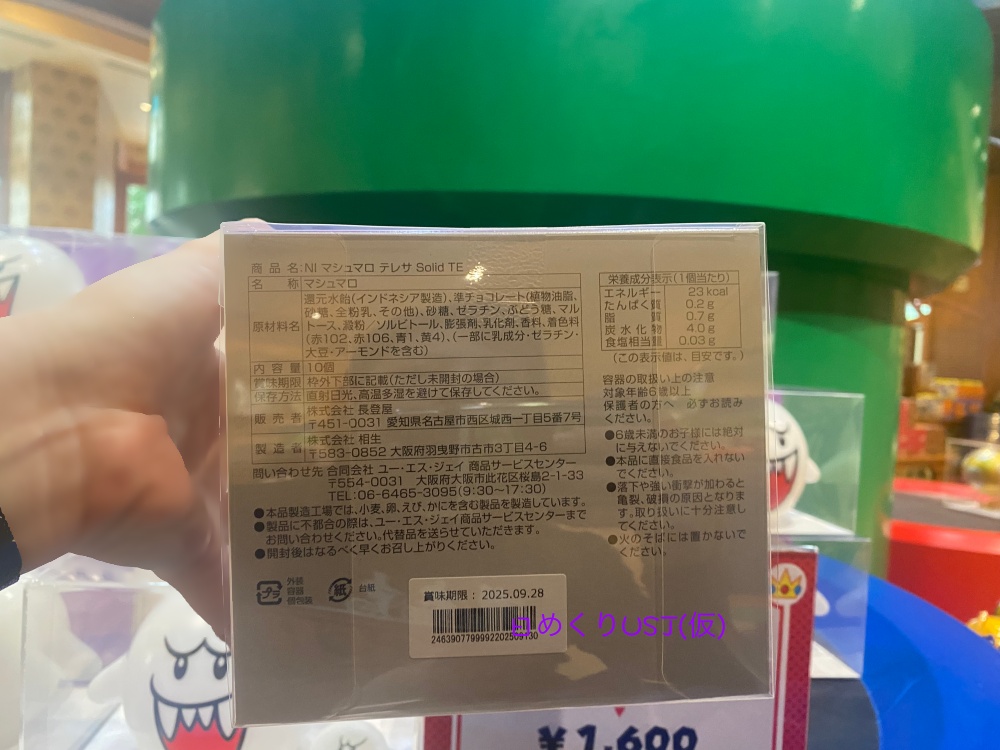 商品名:NI マシュマロ テレサ Solid TE
名称 マシュマロ
原材料名 還元水飴(インドネシア製造)、準チョコレート(植物油脂、
砂糖、全粉乳、その他)、砂糖、ゼラチン、ぶどう糖、マル
トース、澱粉/ソルビトール、膨張剤、乳化剤、香料、着色料
(赤102、赤106、青1、黄4)、(一部に乳成分・ゼラチン・
大豆・アーモンドを含む)
内容量 10個
賞味期限 枠外下部に記載(ただし未開封の場合)
保存方法 直射日光、高温多湿を避けて保存してください。
販売者 株式会社 長登屋
〒451-0031 愛知県名古屋市西区城西一丁目5番7号
製造者 株式会社 相生
〒583-0852 大阪府羽曳野市古市3丁目4-6
問い合わせ先 合同会社 ユー・エス・ジェイ 商品サービスセンター
〒554-0031 大阪府大阪市此花区桜島2-1-33
TEL:06-6465-3095(9:30~17:30)
●本品製造工場では、小麦、卵、えび、かにを含む製品を製造しています。
●製品に不都合の際は、ユー・エス・ジェイ商品サービスセンターまで
お問い合わせください。代替品を送らせていただきます。
●開封後はなるべく早くお召し上がりください。
プラ 外装
容器
個包装
紙 台紙
栄養成分表示(1個当たり)
エネルギー 23 kcal
たんぱく質 0.2 g
脂質 0.7 g
炭水化物 4.0 g
食塩相当量 0.03 g
(この表示値は、目安です。)
容器の取扱い上の注意
対象年齢6歳以上
保護者の方へ 必ずお読み
ください。
●6歳未満のお子様には絶対
に与えないでください。
●本品に直接食品を入れない
でください。
●落下や強い衝撃が加わると
亀裂、破損の原因となりま
す。取り扱いに十分注意し
てください。
●火のそばには置かないで
ください。
賞味期限: 2025.09.28
日めくりUSJ(仮)
¥1,600